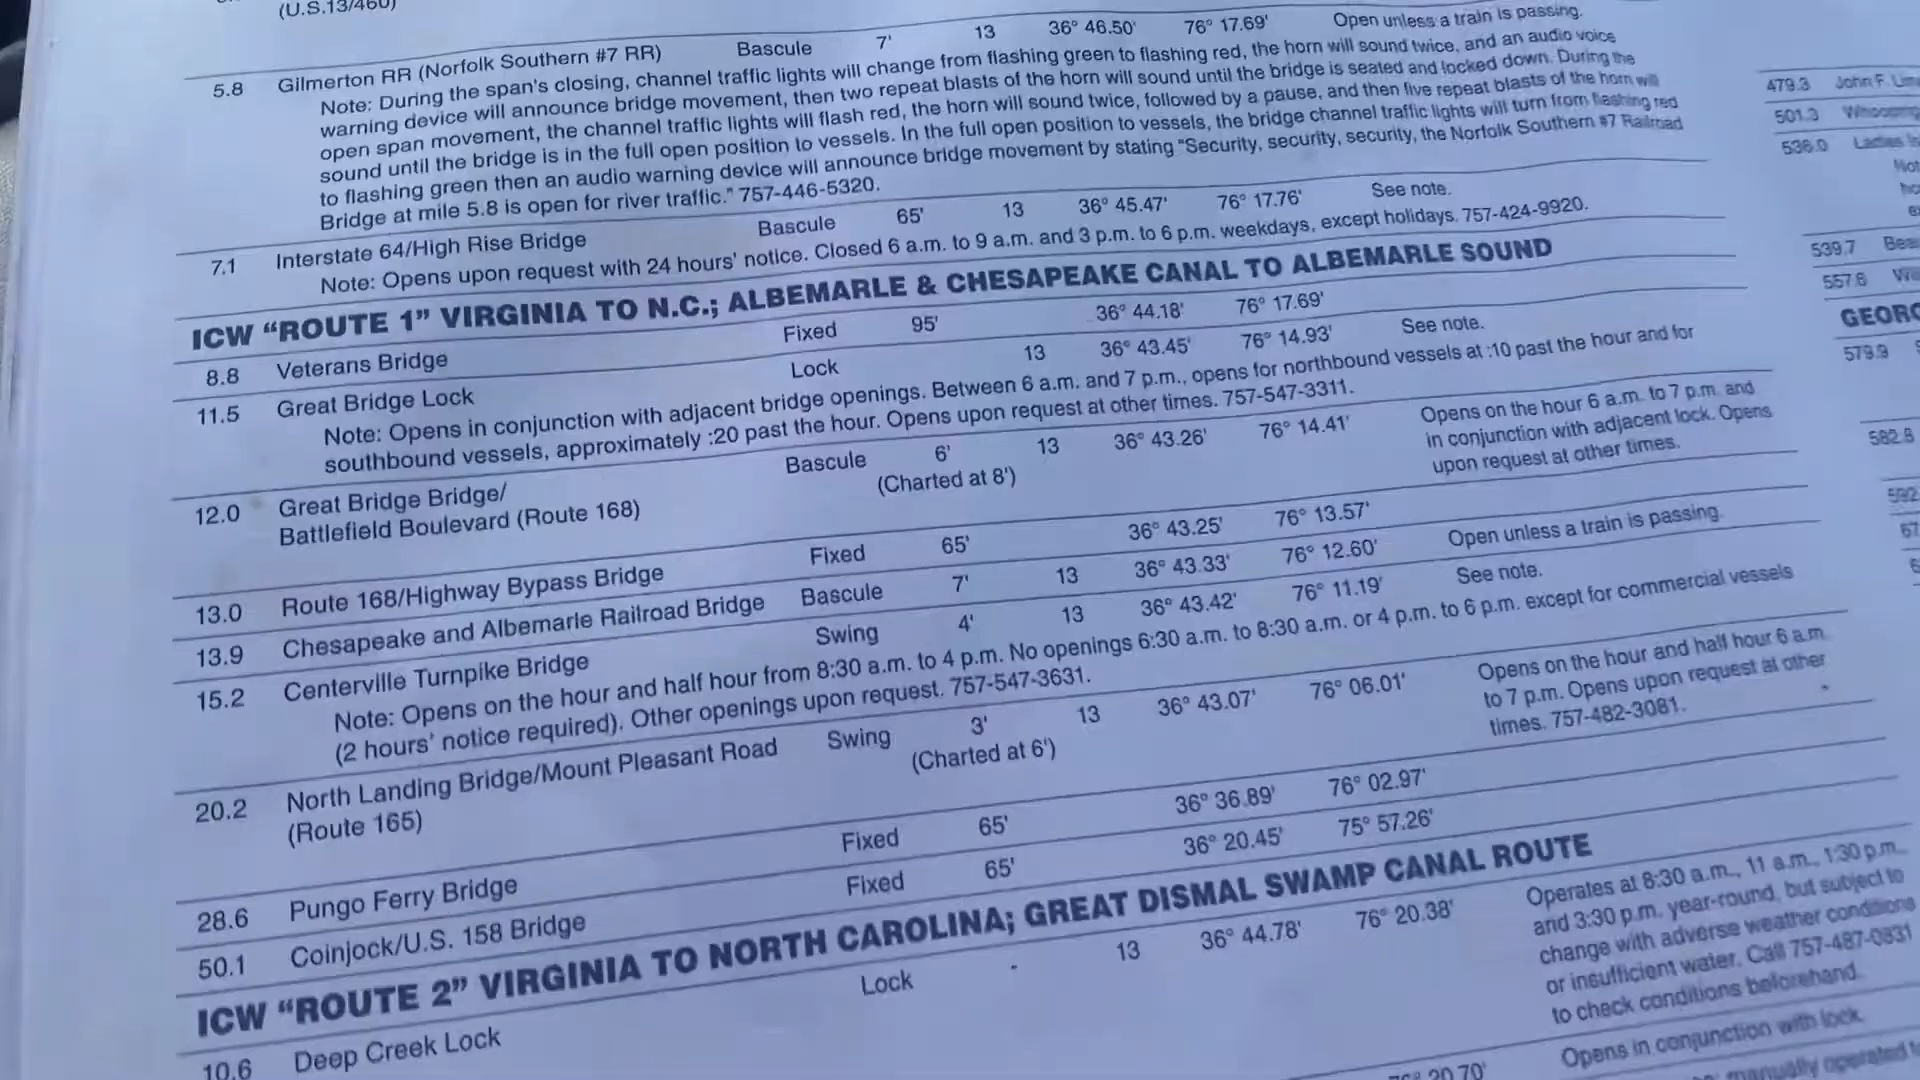 (U.S.13/460)
5.8 Gilmerton RR (Norfolk Southern #7 RR) Bascule 7' 13 36° 46.50' 76° 17.69' Open unless a train is passing.
Note: During the span's closing, channel traffic lights will change from flashing green to flashing red, the horn will sound twice, and an audio voice
warning device will announce bridge movement, then two repeat blasts of the horn will sound until the bridge is seated and locked down. During the
open span movement, the channel traffic lights will flash red, the horn will sound twice, followed by a pause, and then five repeat blasts of the horn will
sound until the bridge is in the full open position to vessels. In the full open position to vessels, the bridge channel traffic lights will turn from flashing red
to flashing green then an audio warning device will announce bridge movement by stating "Security, security, security, the Norfolk Southern #7 Railroad
Bridge at mile 5.8 is open for river traffic." 757-446-5320.
7.1 Interstate 64/High Rise Bridge Bascule 65' 13 36° 45.47' 76° 17.76' See note.
Note: Opens upon request with 24 hours' notice. Closed 6 a.m. to 9 a.m. and 3 p.m. to 6 p.m. weekdays, except holidays. 757-424-9920.
ICW “ROUTE 1” VIRGINIA TO N.C.; ALBEMARLE & CHESAPEAKE CANAL TO ALBEMARLE SOUND
8.8 Veterans Bridge Fixed 95' 36° 44.18' 76° 17.69'
11.5 Great Bridge Lock Lock 13 36° 43.45' 76° 14.93' See note.
Note: Opens in conjunction with adjacent bridge openings. Between 6 a.m. and 7 p.m., opens for northbound vessels at :10 past the hour and for
southbound vessels, approximately :20 past the hour. Opens upon request at other times. 757-547-3311.
12.0 Great Bridge Bridge/ Bascule 6' 13 36° 43.26' 76° 14.41' Opens on the hour 6 a.m. to 7 p.m. and
Battlefield Boulevard (Route 168) (Charted at 8') in conjunction with adjacent lock. Opens
upon request at other times.
13.0 Route 168/Highway Bypass Bridge Fixed 65' 36° 43.25' 76° 13.57'
13.9 Chesapeake and Albemarle Railroad Bridge Bascule 7' 13 36° 43.33' 76° 12.60' Open unless a train is passing.
15.2 Centerville Turnpike Bridge Swing 4' 13 36° 43.42' 76° 11.19' See note.
Note: Opens on the hour and half hour from 8:30 a.m. to 4 p.m. No openings 6:30 a.m. to 8:30 a.m. or 4 p.m. to 6 p.m. except for commercial vessels
(2 hours' notice required). Other openings upon request. 757-547-3631.
20.2 North Landing Bridge/Mount Pleasant Road Swing 3' 13 36° 43.07' 76° 06.01' Opens on the hour and half hour 6 a.m.
(Route 165) (Charted at 6') to 7 p.m. Opens upon request at other
times. 757-482-3081.
28.6 Pungo Ferry Bridge Fixed 65' 36° 36.89' 76° 02.97'
50.1 Coinjock/U.S. 158 Bridge Fixed 65' 36° 20.45' 75° 57.26'
ICW “ROUTE 2” VIRGINIA TO NORTH CAROLINA; GREAT DISMAL SWAMP CANAL ROUTE
10.6 Deep Creek Lock Lock 13 36° 44.78' 76° 20.38' Operates at 8:30 a.m., 11 a.m., 1:30 p.m.
and 3:30 p.m. year-round, but subject to
change with adverse weather conditions
or insufficient water. Call 757-487-0831
to check conditions beforehand.
20.70' Opens in conjunction with lock.
manually operated
479.3 John F.
501.3
536.0 Ladies
539.7
557.6
GEORG
579.9
582.8
592
67